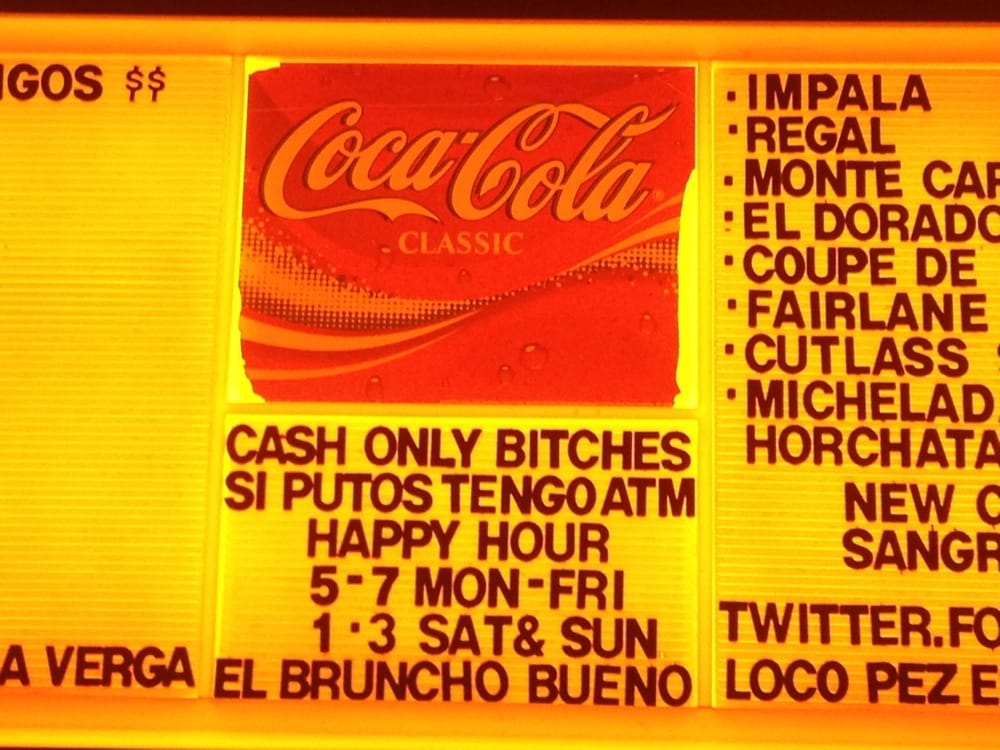 $$
VERGA
Coca-Cola
CLASSIC
CASH ONLY BITCHES
SI PUTOS TENGO ATM
HAPPY HOUR
5-7 MON-FRI
1-3 SAT & SUN
EL BRUNCHO BUENO
· IMPALA
· REGAL
· MONTE
· EL DORADO
· COUPE DE
· FAIRLANE
· CUTLASS
· MICHELAD
HORCHATA
NEW
SANGR
TWITTER.FO
LOCO PEZ